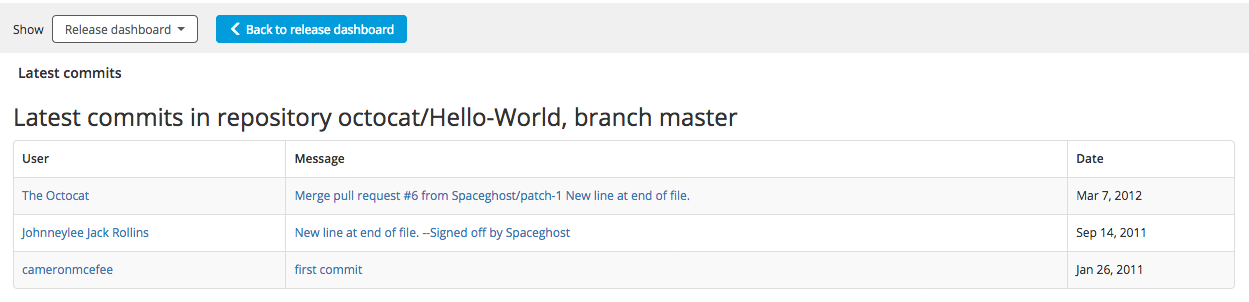 Show Release dashboard Back to release dashboard
Latest commits
Latest commits in repository octocat/Hello-World, branch master
User Message Date
The Octocat Merge pull request #6 from Spaceghost/patch-1 New line at end of file. Mar 7, 2012
Johnneylee Jack Rollins New line at end of file. --Signed off by Spaceghost Sep 14, 2011
cameronmcefee first commit Jan 26, 2011